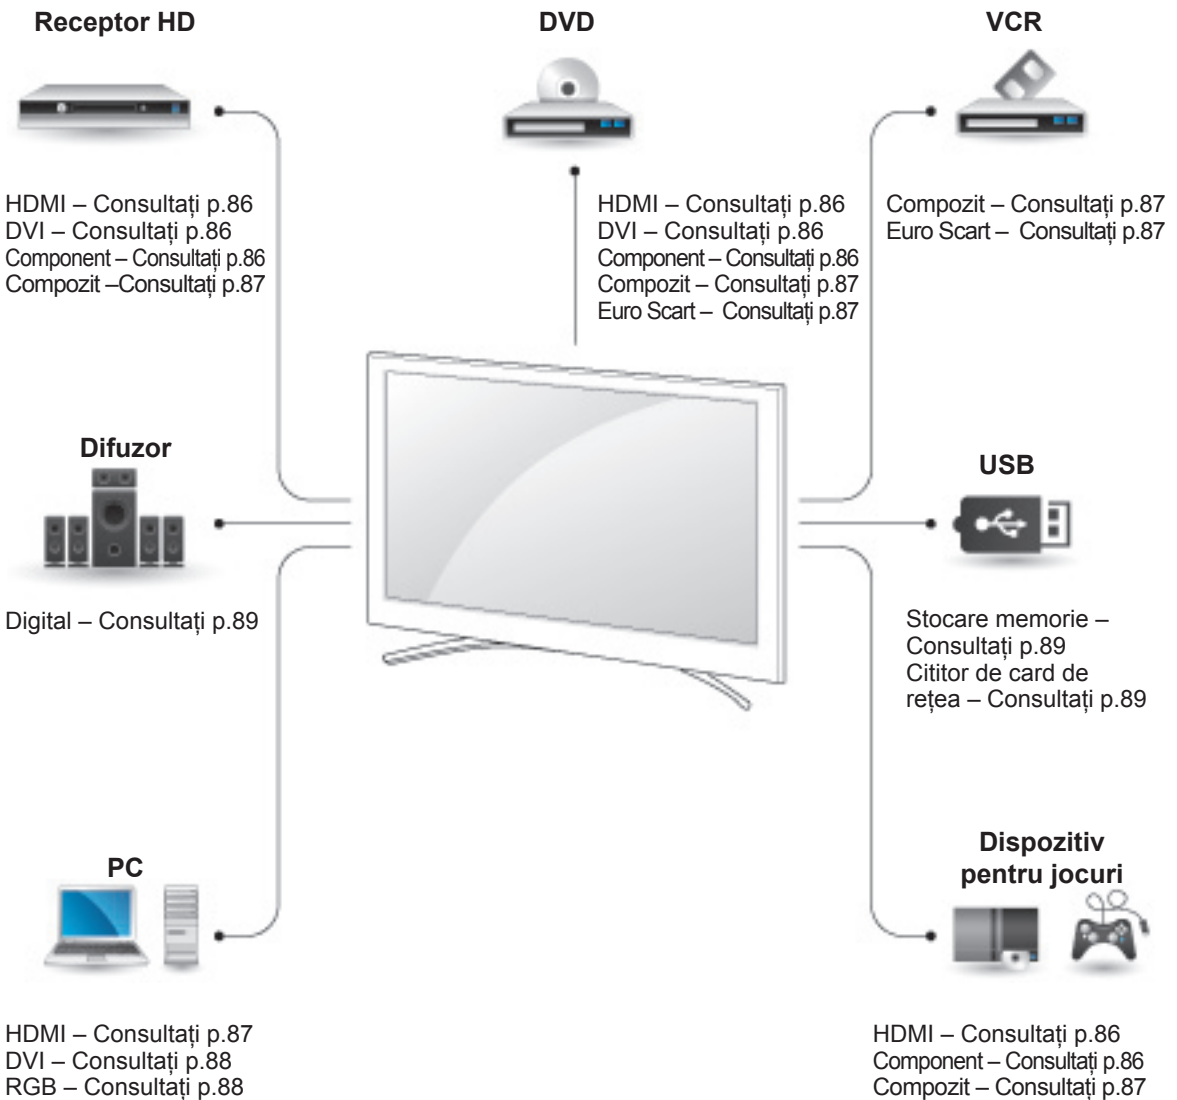 Receptor HD
HDMI – Consultați p.86
DVI – Consultați p.86
Component – Consultați p.86
Compozit –Consultați p.87
DVD
HDMI – Consultați p.86
DVI – Consultați p.86
Component – Consultați p.86
Compozit – Consultați p.87
Euro Scart – Consultați p.87
VCR
Compozit – Consultați p.87
Euro Scart – Consultați p.87
Difuzor
Digital – Consultați p.89
USB
Stocare memorie –
Consultați p.89
Cititor de card de
rețea – Consultați p.89
PC
HDMI – Consultați p.87
DVI – Consultați p.88
RGB – Consultați p.88
Dispozitiv
pentru jocuri
HDMI – Consultați p.86
Component – Consultați p.86
Compozit – Consultați p.87